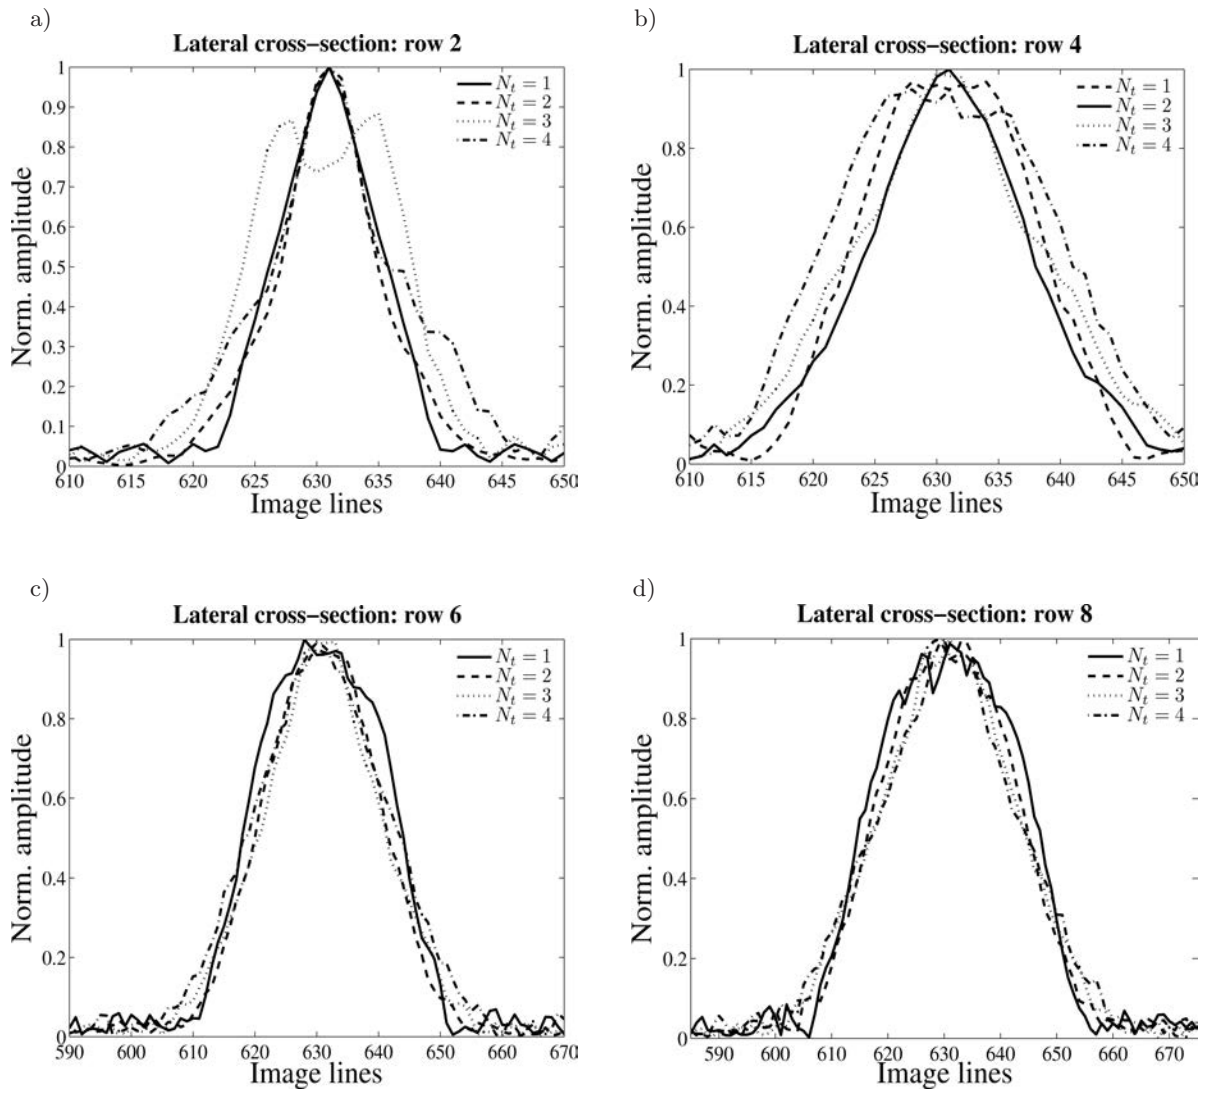 a)
Lateral cross−section: row 2
1
0.9
0.8
0.7
0.6
0.5
0.4
0.3
0.2
0.1
0
Norm. amplitude
N_t = 1
N_t = 2
N_t = 3
N_t = 4
610 615 620 625 630 635 640 645 650
Image lines
b)
Lateral cross−section: row 4
1
0.8
0.6
0.4
0.2
0
Norm. amplitude
N_t = 1
N_t = 2
N_t = 3
N_t = 4
610 615 620 625 630 635 640 645 650
Image lines
c)
Lateral cross−section: row 6
1
0.8
0.6
0.4
0.2
0
Norm. amplitude
N_t = 1
N_t = 2
N_t = 3
N_t = 4
590 600 610 620 630 640 650 660 670
Image lines
d)
Lateral cross−section: row 8
1
0.8
0.6
0.4
0.2
0
Norm. amplitude
N_t = 1
N_t = 2
N_t = 3
N_t = 4
590 600 610 620 630 640 650 660 670
Image lines